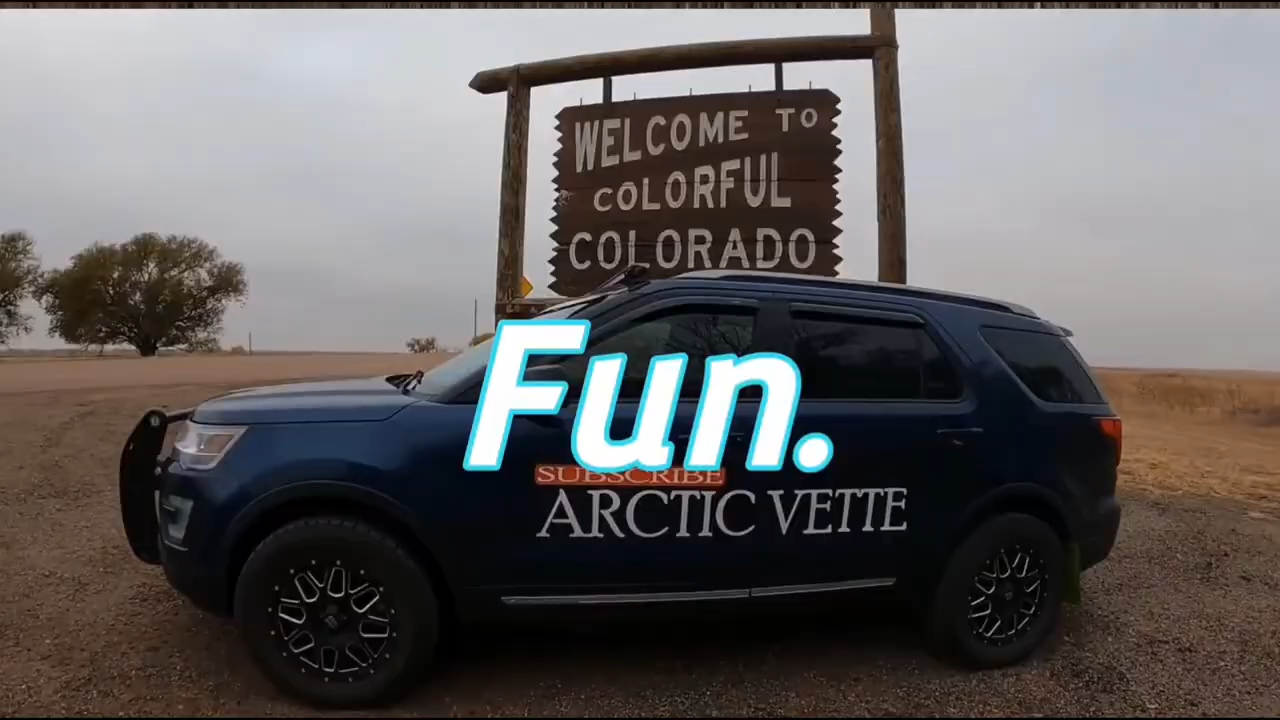 WELCOME TO
COLORFUL
COLORADO
Fun.
SUBSCRIBE
ARCTIC VETTE